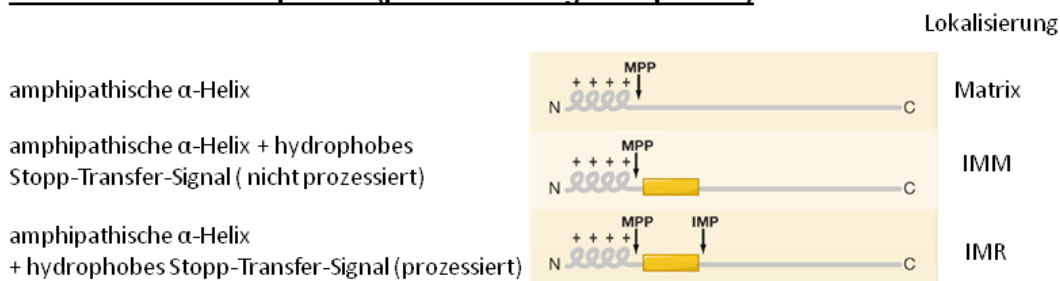 Lokalisierung
amphipathische α-Helix
+ + + +
MPP
N
C
Matrix
amphipathische α-Helix + hydrophobes
Stopp-Transfer-Signal ( nicht prozessiert)
+ + + +
MPP
N
C
IMM
amphipathische α-Helix
+ hydrophobes Stopp-Transfer-Signal (prozessiert)
+ + + +
MPP
IMP
N
C
IMR